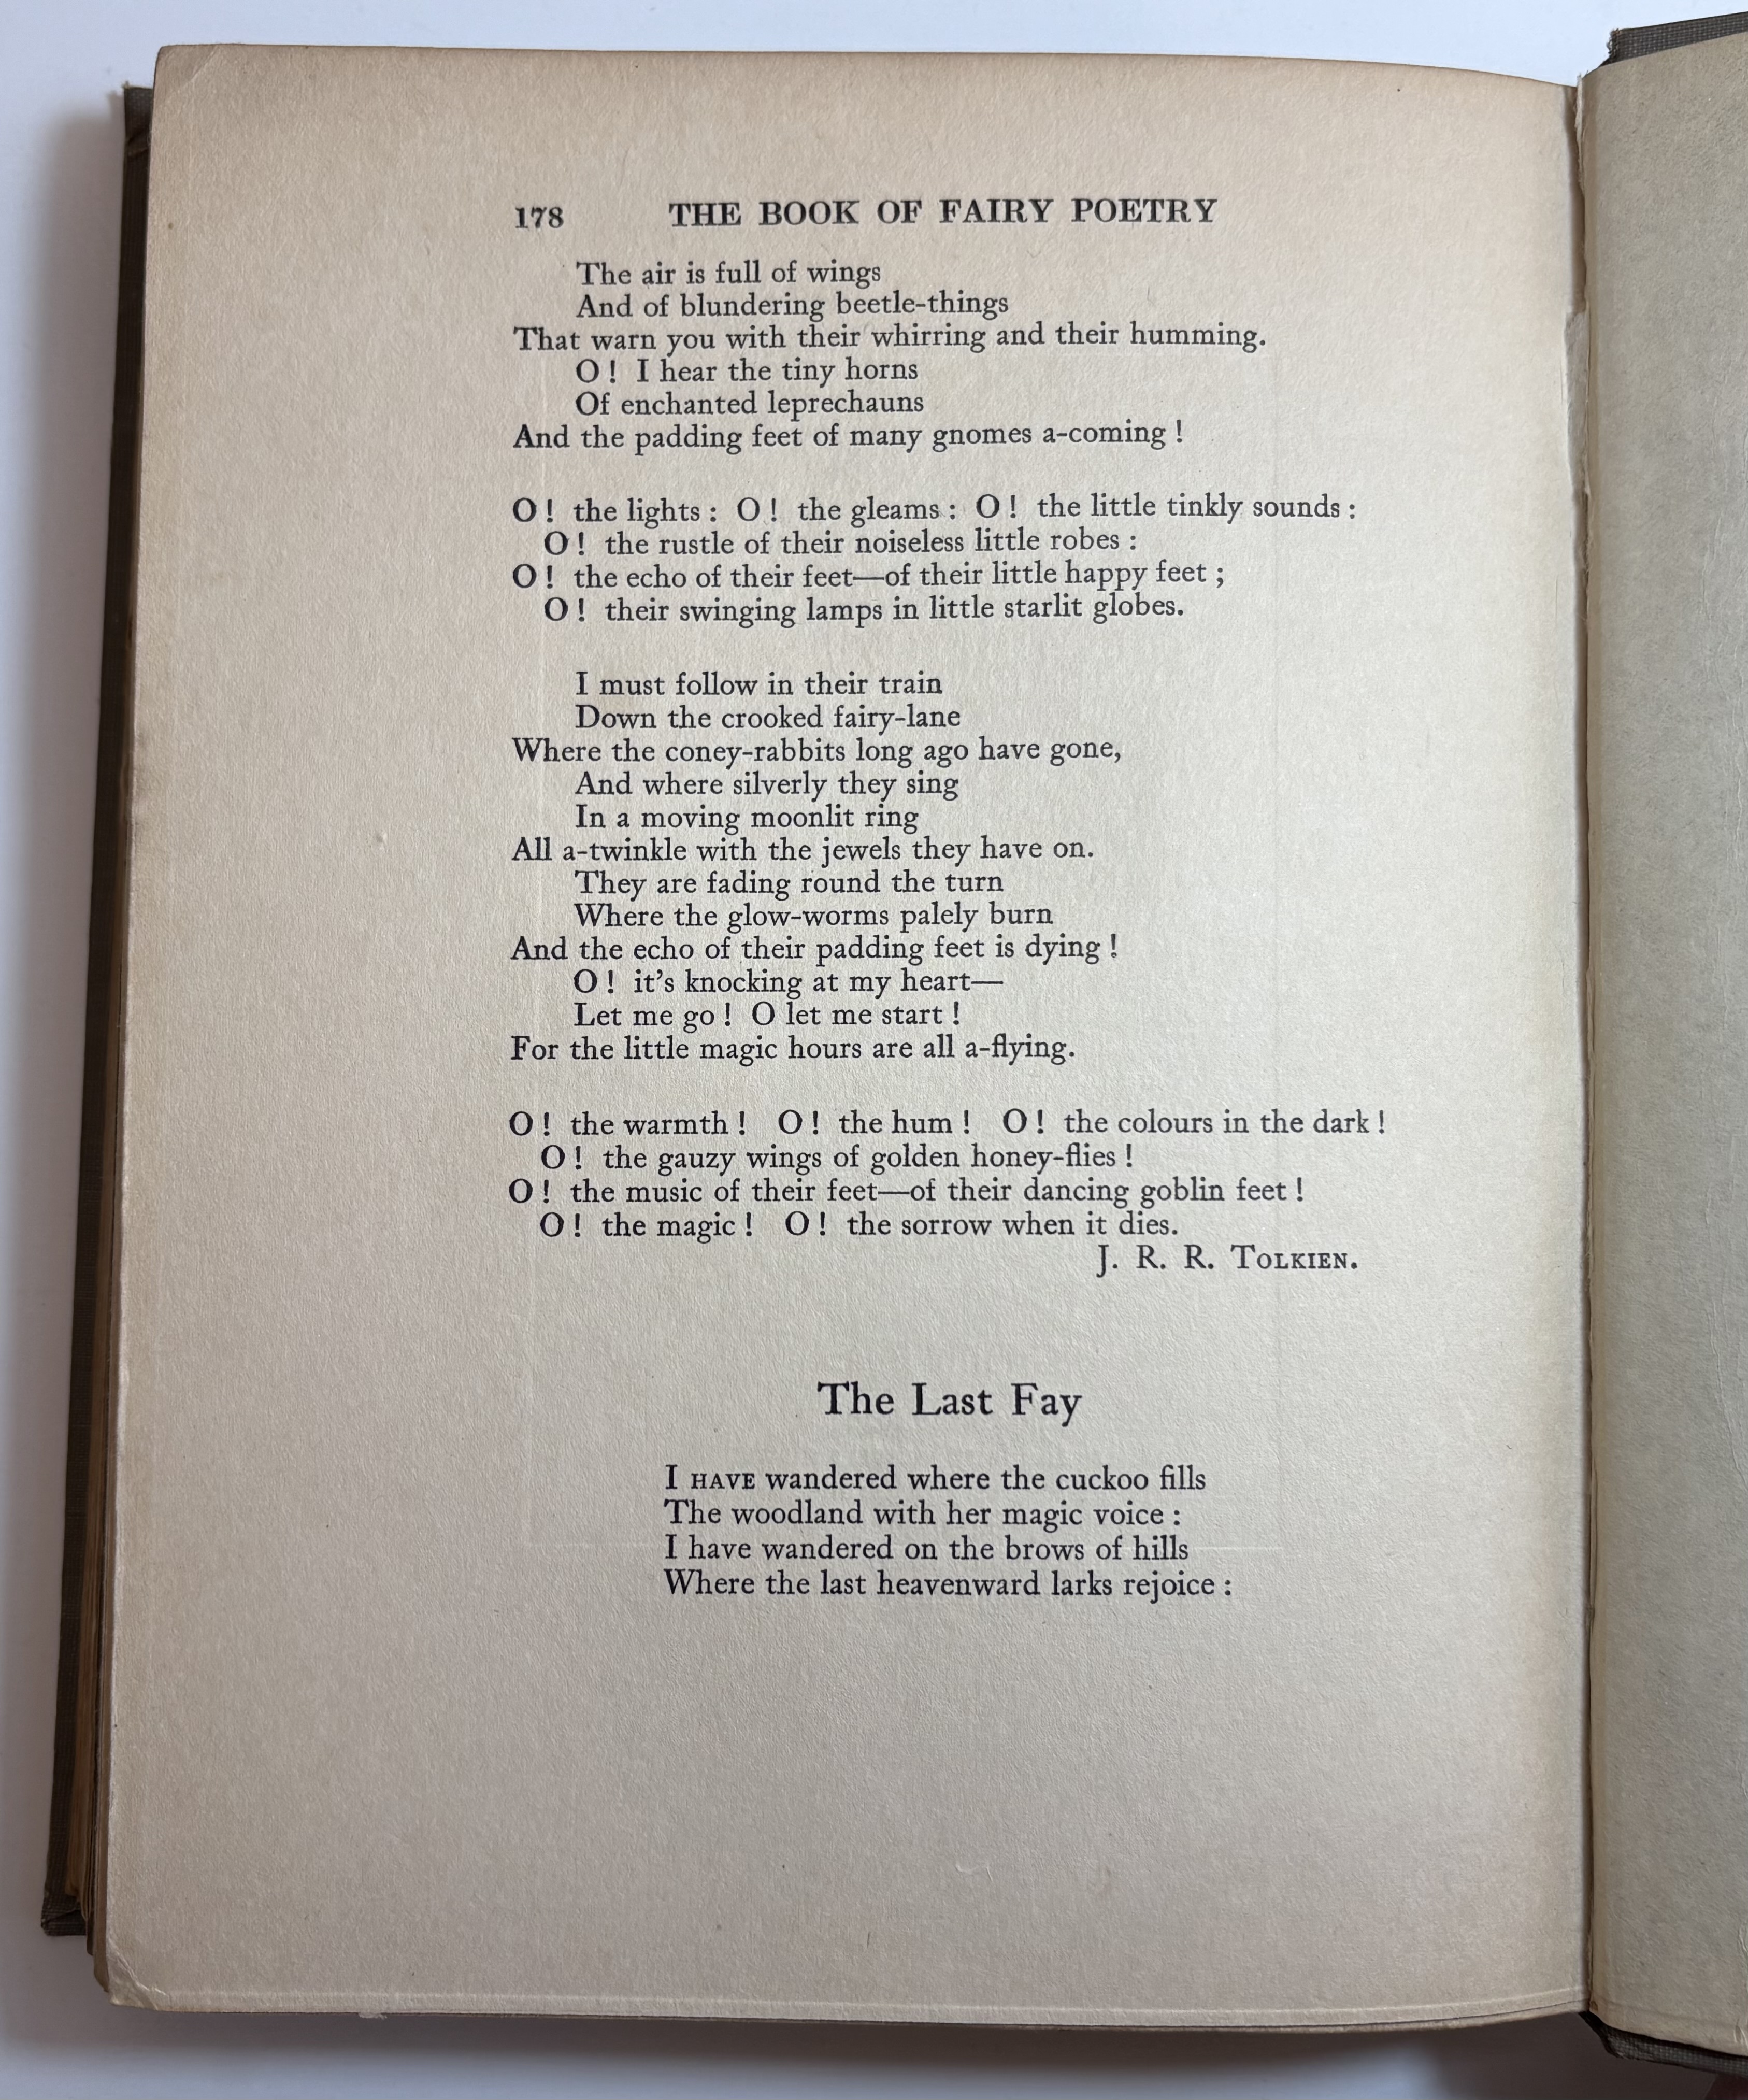 178 THE BOOK OF FAIRY POETRY
The air is full of wings
And of blundering beetle-things
That warn you with their whirring and their humming.
O! I hear the tiny horns
Of enchanted leprechauns
And the padding feet of many gnomes a-coming!
O! the lights: O! the gleams: O! the little tinkly sounds:
O! the rustle of their noiseless little robes:
O! the echo of their feet—of their little happy feet;
O! their swinging lamps in little starlit globes.
I must follow in their train
Down the crooked fairy-lane
Where the coney-rabbits long ago have gone,
And where silverly they sing
In a moving moonlit ring
All a-twinkle with the jewels they have on.
They are fading round the turn
Where the glow-worms palely burn
And the echo of their padding feet is dying!
O! it's knocking at my heart—
Let me go! O let me start!
For the little magic hours are all a-flying.
O! the warmth! O! the hum! O! the colours in the dark!
O! the gauzy wings of golden honey-flies!
O! the music of their feet—of their dancing goblin feet!
O! the magic! O! the sorrow when it dies.
J. R. R. TOLKIEN.
The Last Fay
I HAVE wandered where the cuckoo fills
The woodland with her magic voice:
I have wandered on the brows of hills
Where the last heavenward larks rejoice: